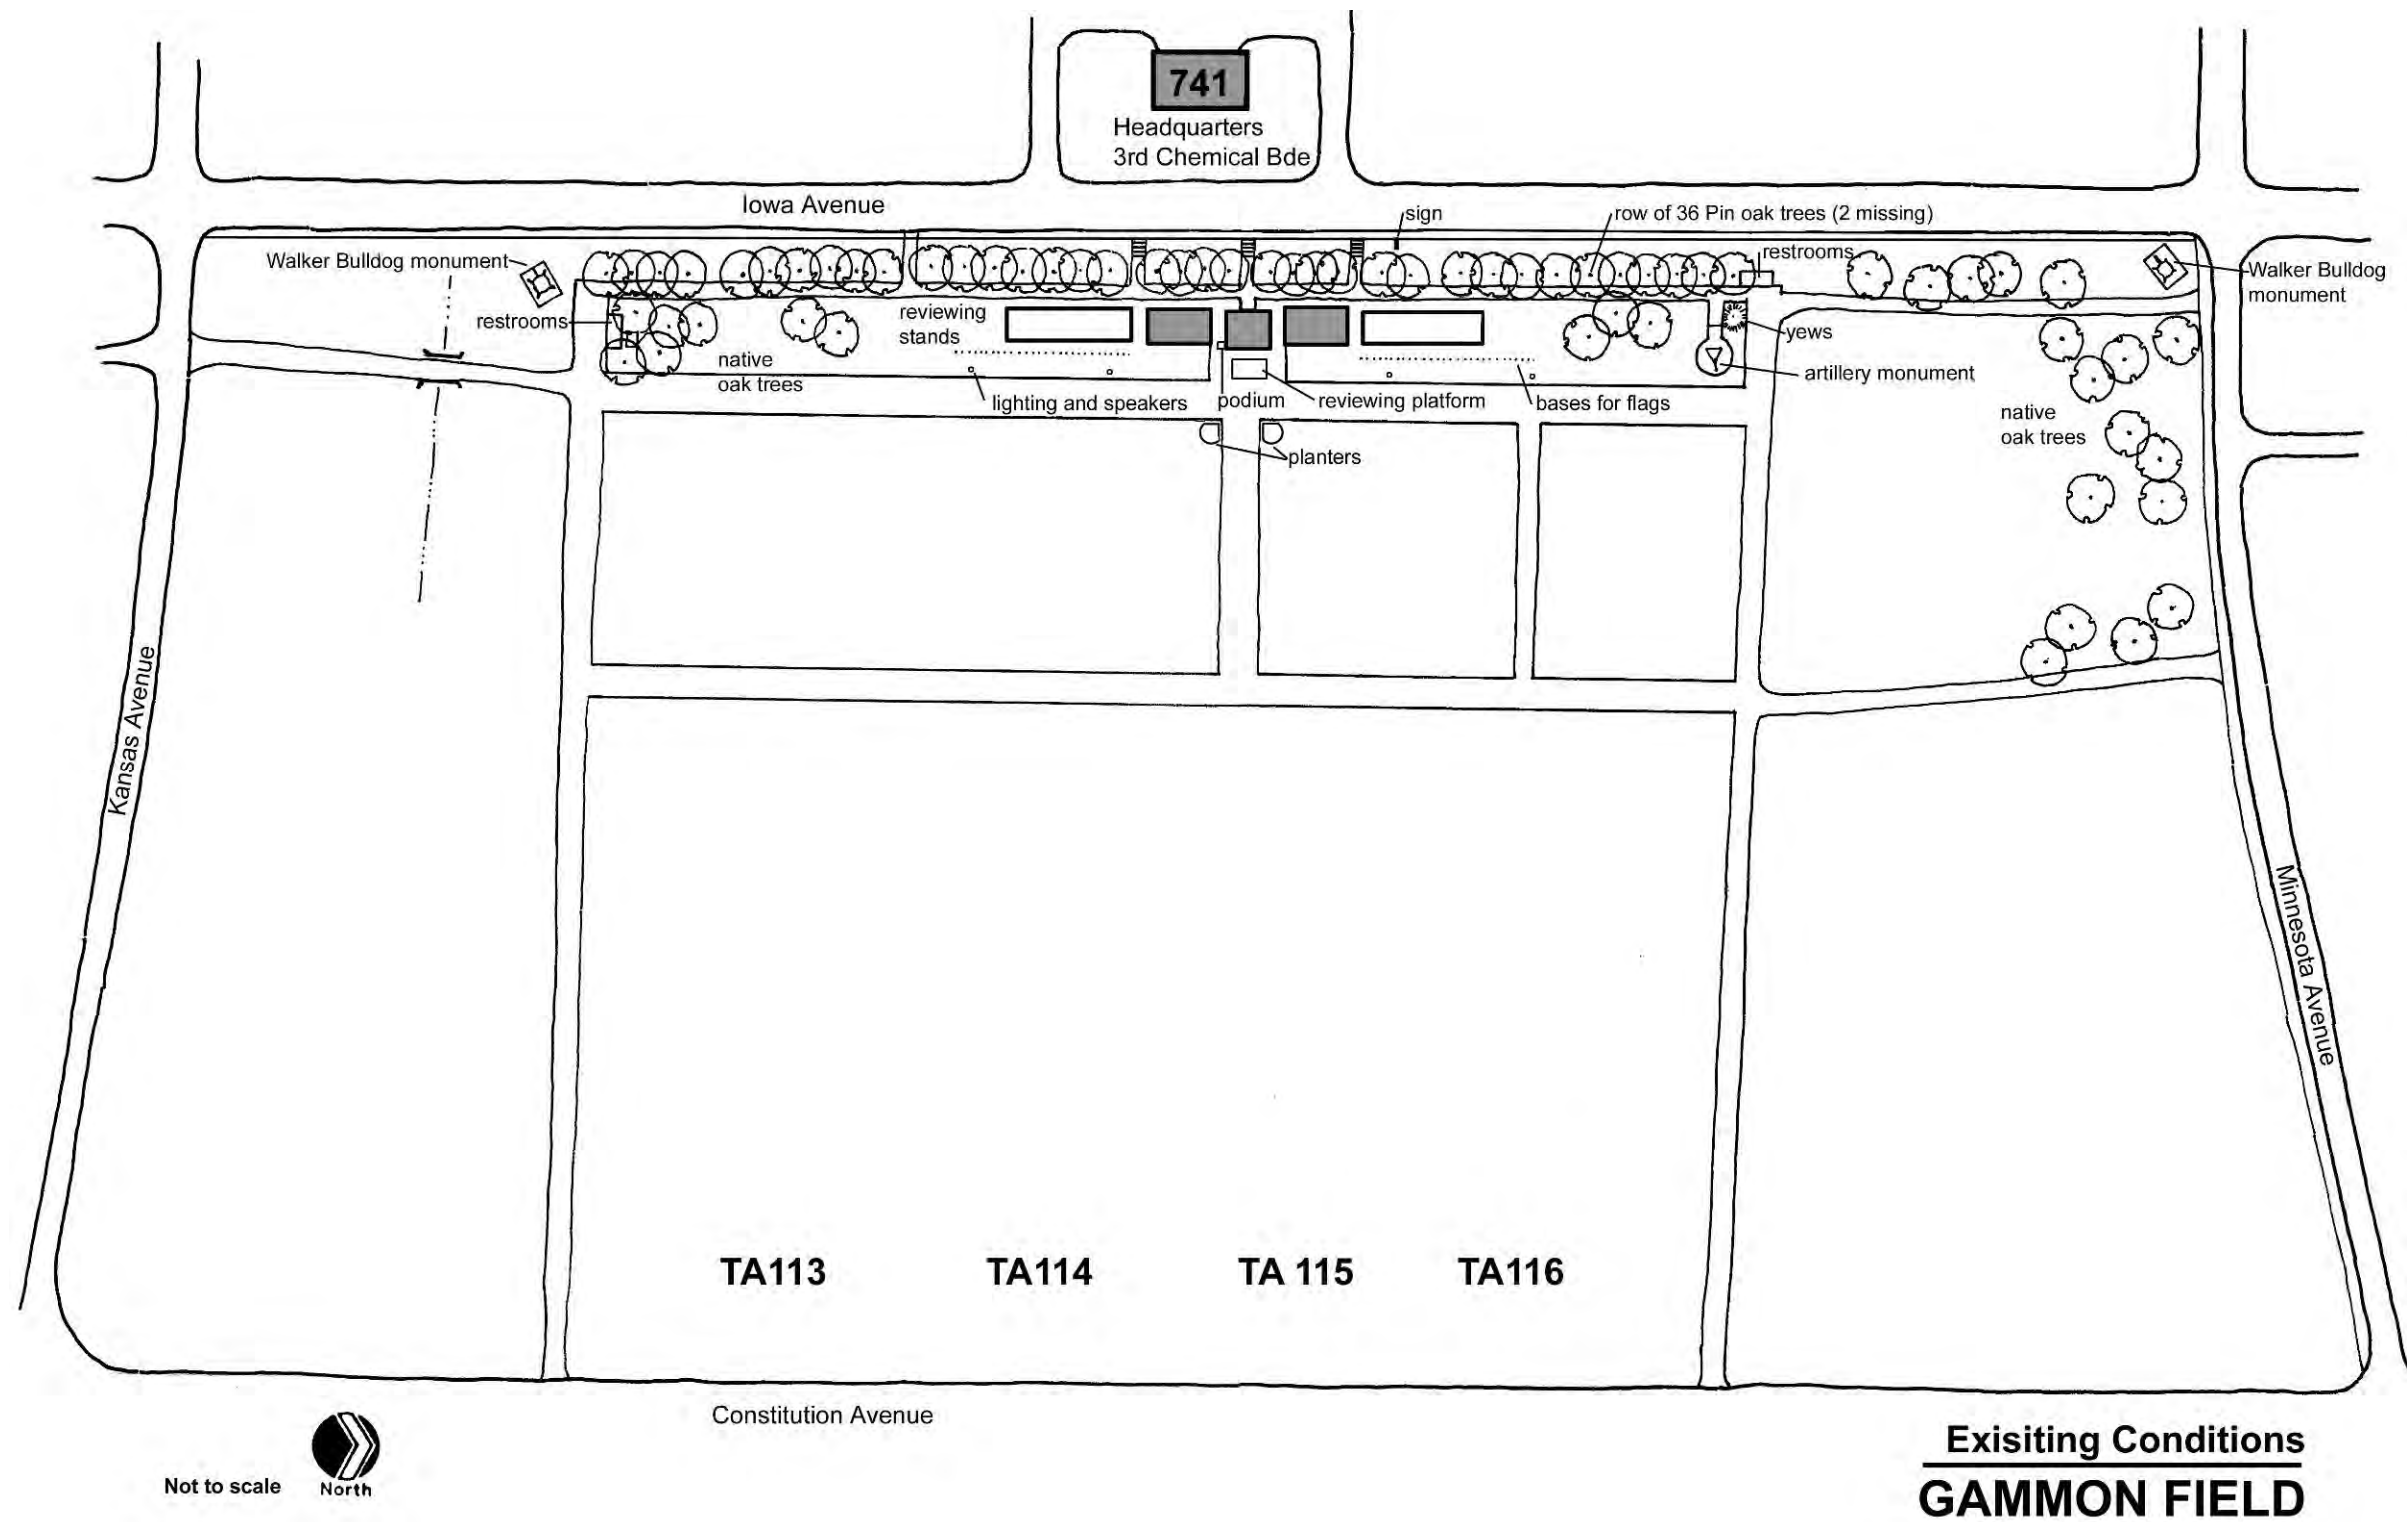 741
Headquarters
3rd Chemical Bde
Iowa Avenue
sign
row of 36 Pin oak trees (2 missing)
Walker Bulldog monument
restrooms
Walker Bulldog
monument
restrooms
reviewing
stands
yews
native
oak trees
artillery monument
lighting and speakers
podium
reviewing platform
bases for flags
native
oak trees
planters
Kansas Avenue
Minnesota Avenue
TA113
TA114
TA 115
TA116
Constitution Avenue
Not to scale
North
Exisiting Conditions
GAMMON FIELD